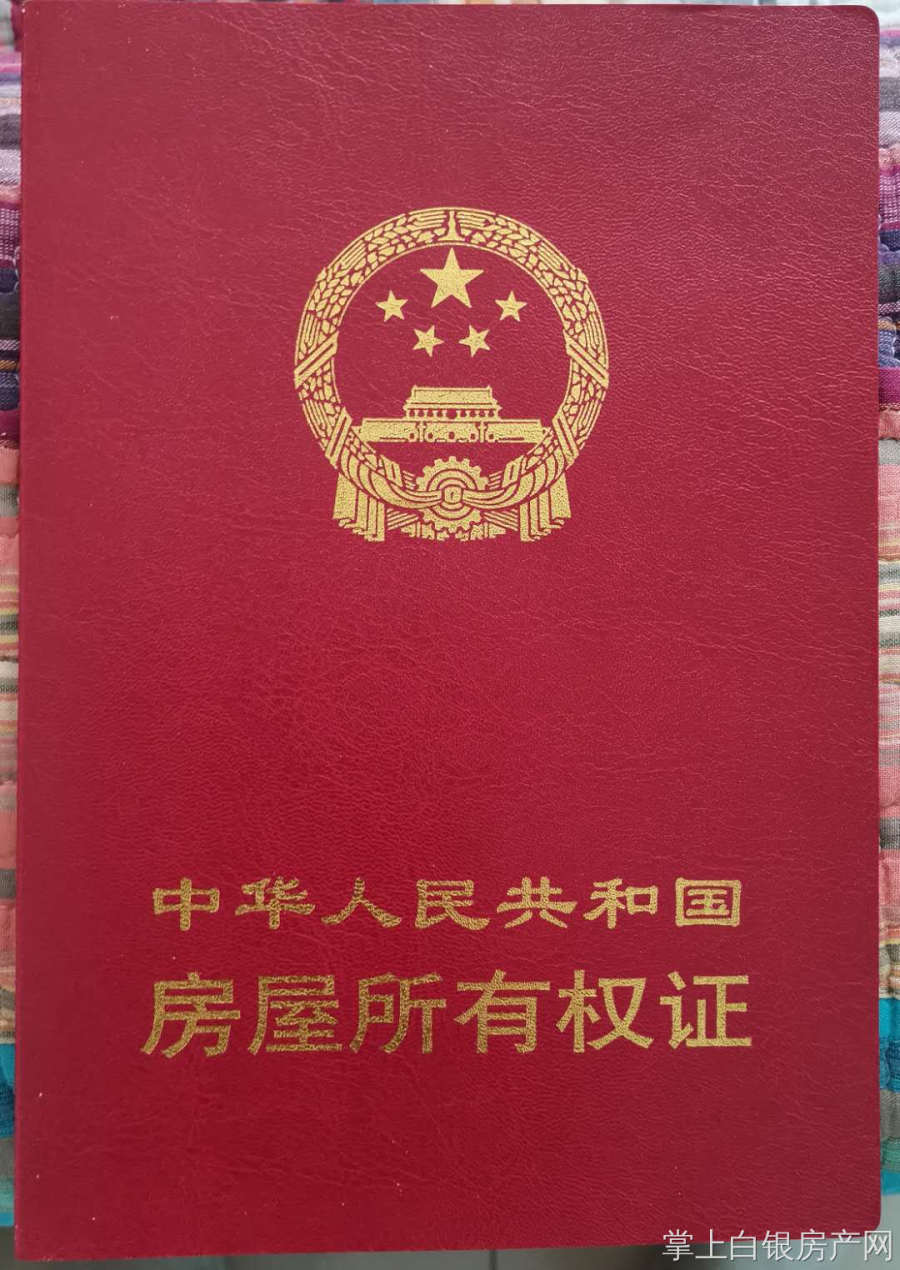 中华人民共和国
房屋所有权证
掌上白银房产网